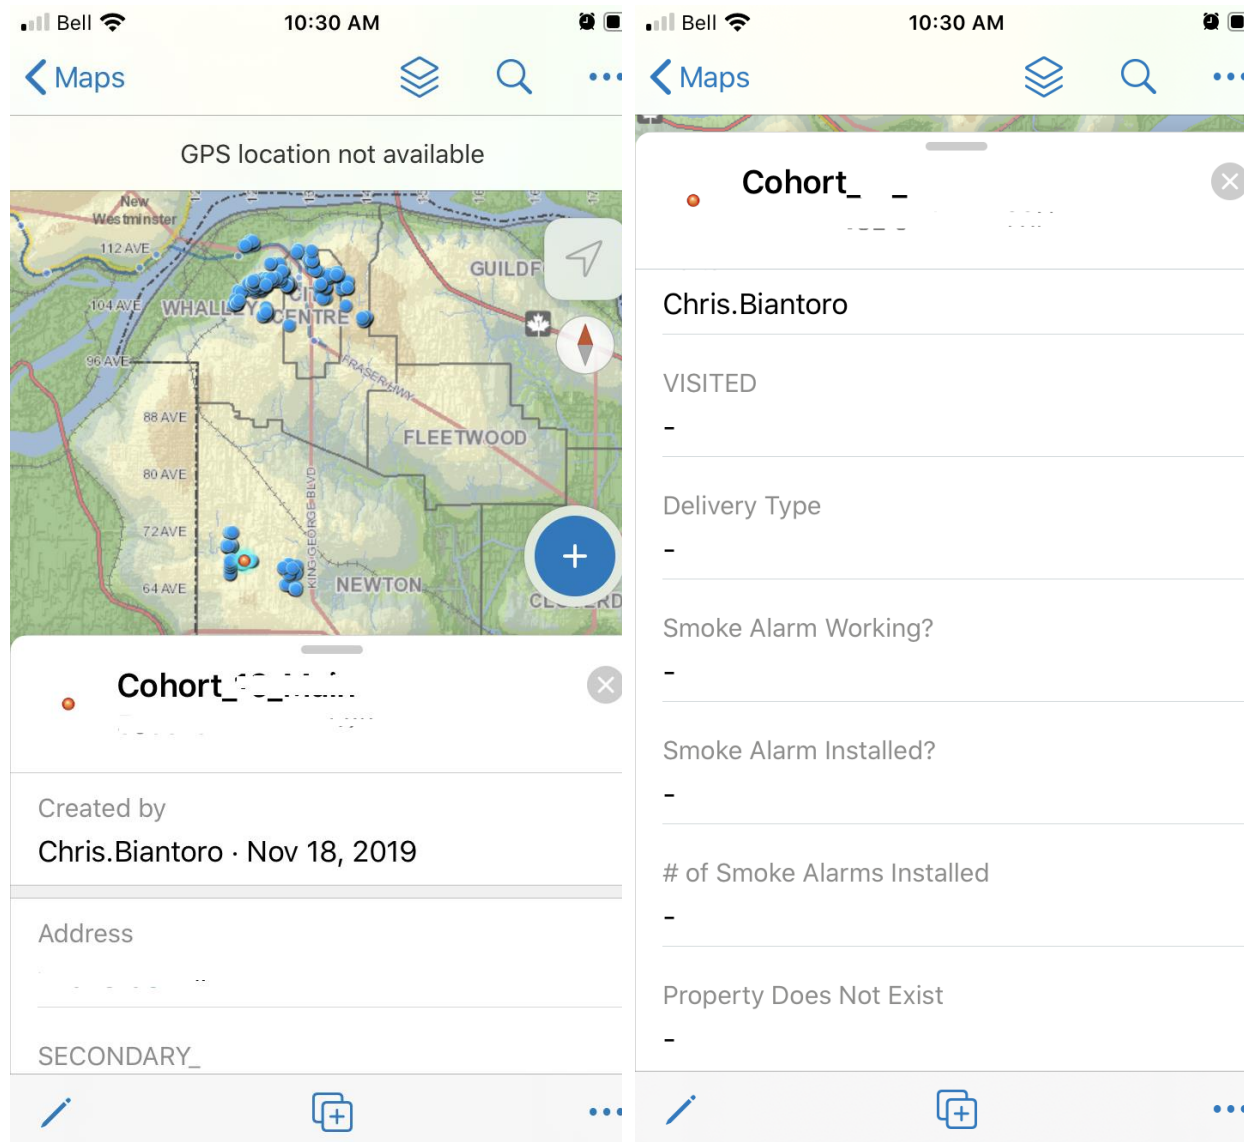 Bell
10:30 AM
Maps
GPS location not available
New
Westminster
112 AVE
GUILDF
104 AVE
WHALLEY
CITY
CENTRE
96 AVE
FRASER HWY
88 AVE
FLEETWOOD
80 AVE
KING GEORGE BLVD
72 AVE
64 AVE
NEWTON
Cohort_
Created by
Chris.Biantoro · Nov 18, 2019
Address
SECONDARY_
Bell
10:30 AM
Maps
Cohort_ _
Chris.Biantoro
VISITED
-
Delivery Type
-
Smoke Alarm Working?
-
Smoke Alarm Installed?
-
# of Smoke Alarms Installed
-
Property Does Not Exist
-